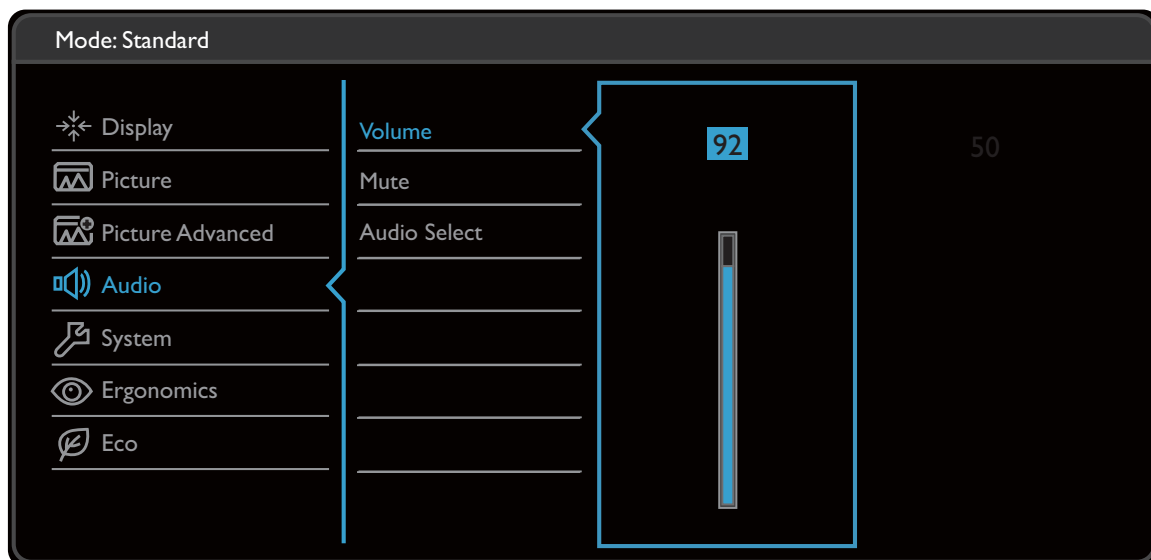 Mode: Standard
Display
Picture
Picture Advanced
Audio
System
Ergonomics
Eco
Volume
Mute
Audio Select
92
50